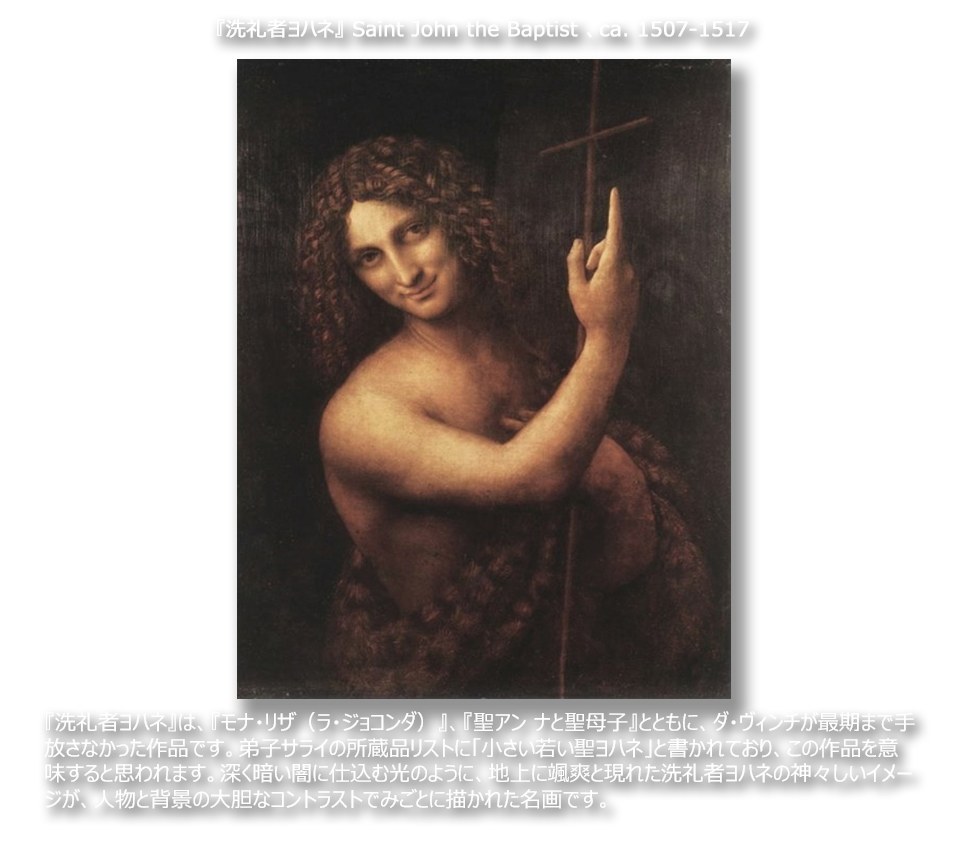 『洗礼者ヨハネ』 Saint John the Baptist 、ca. 1507-1517
『洗礼者ヨハネ』は、『モナ・リザ（ラ・ジョコンダ）』、『聖アン ナと聖母子』とともに、ダ・ヴィンチが最期まで手
放さなかった作品です。弟子サライの所蔵品リストに「小さい若い聖ヨハネ」と書かれており、この作品を意
味すると思われます。深く暗い闇に仕込む光のように、地上に颯爽と現れた洗礼者ヨハネの神々しいイメー
ジが、人物と背景の大胆なコントラストでみごとに描かれた名画です。